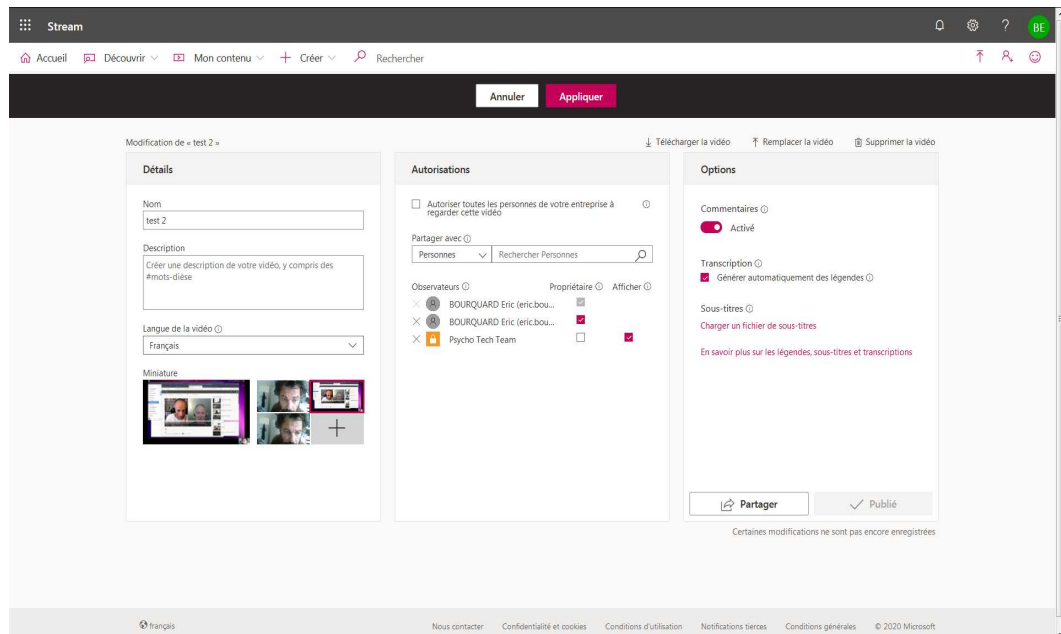 Stream
BE
Accueil Découvrir Mon contenu Créer Rechercher
Annuler Appliquer
Modification de « test 2 »
Télécharger la vidéo Remplacer la vidéo Supprimer la vidéo
Détails
Nom
test 2
Description
Créer une description de votre vidéo, y compris des
#mots-dièse
Langue de la vidéo
Français
Miniature
Autorisations
Autoriser toutes les personnes de votre entreprise à
regarder cette vidéo
Partager avec
Personnes Rechercher Personnes
Observateurs Propriétaire Afficher
BOURQUARD Eric (eric.bou...
BOURQUARD Eric (eric.bou...
Psycho Tech Team
Options
Commentaires
Activé
Transcription
Générer automatiquement des légendes
Sous-titres
Charger un fichier de sous-titres
En savoir plus sur les légendes, sous-titres et transcriptions
Partager Publié
Certaines modifications ne sont pas encore enregistrées
français Nous contacter Confidentialité et cookies Conditions d'utilisation Notifications tierces Conditions générales © 2020 Microsoft